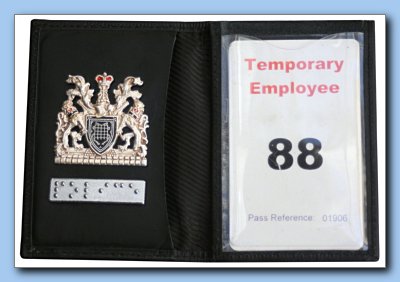 Temporary
Employee
88
Pass Reference: 01906